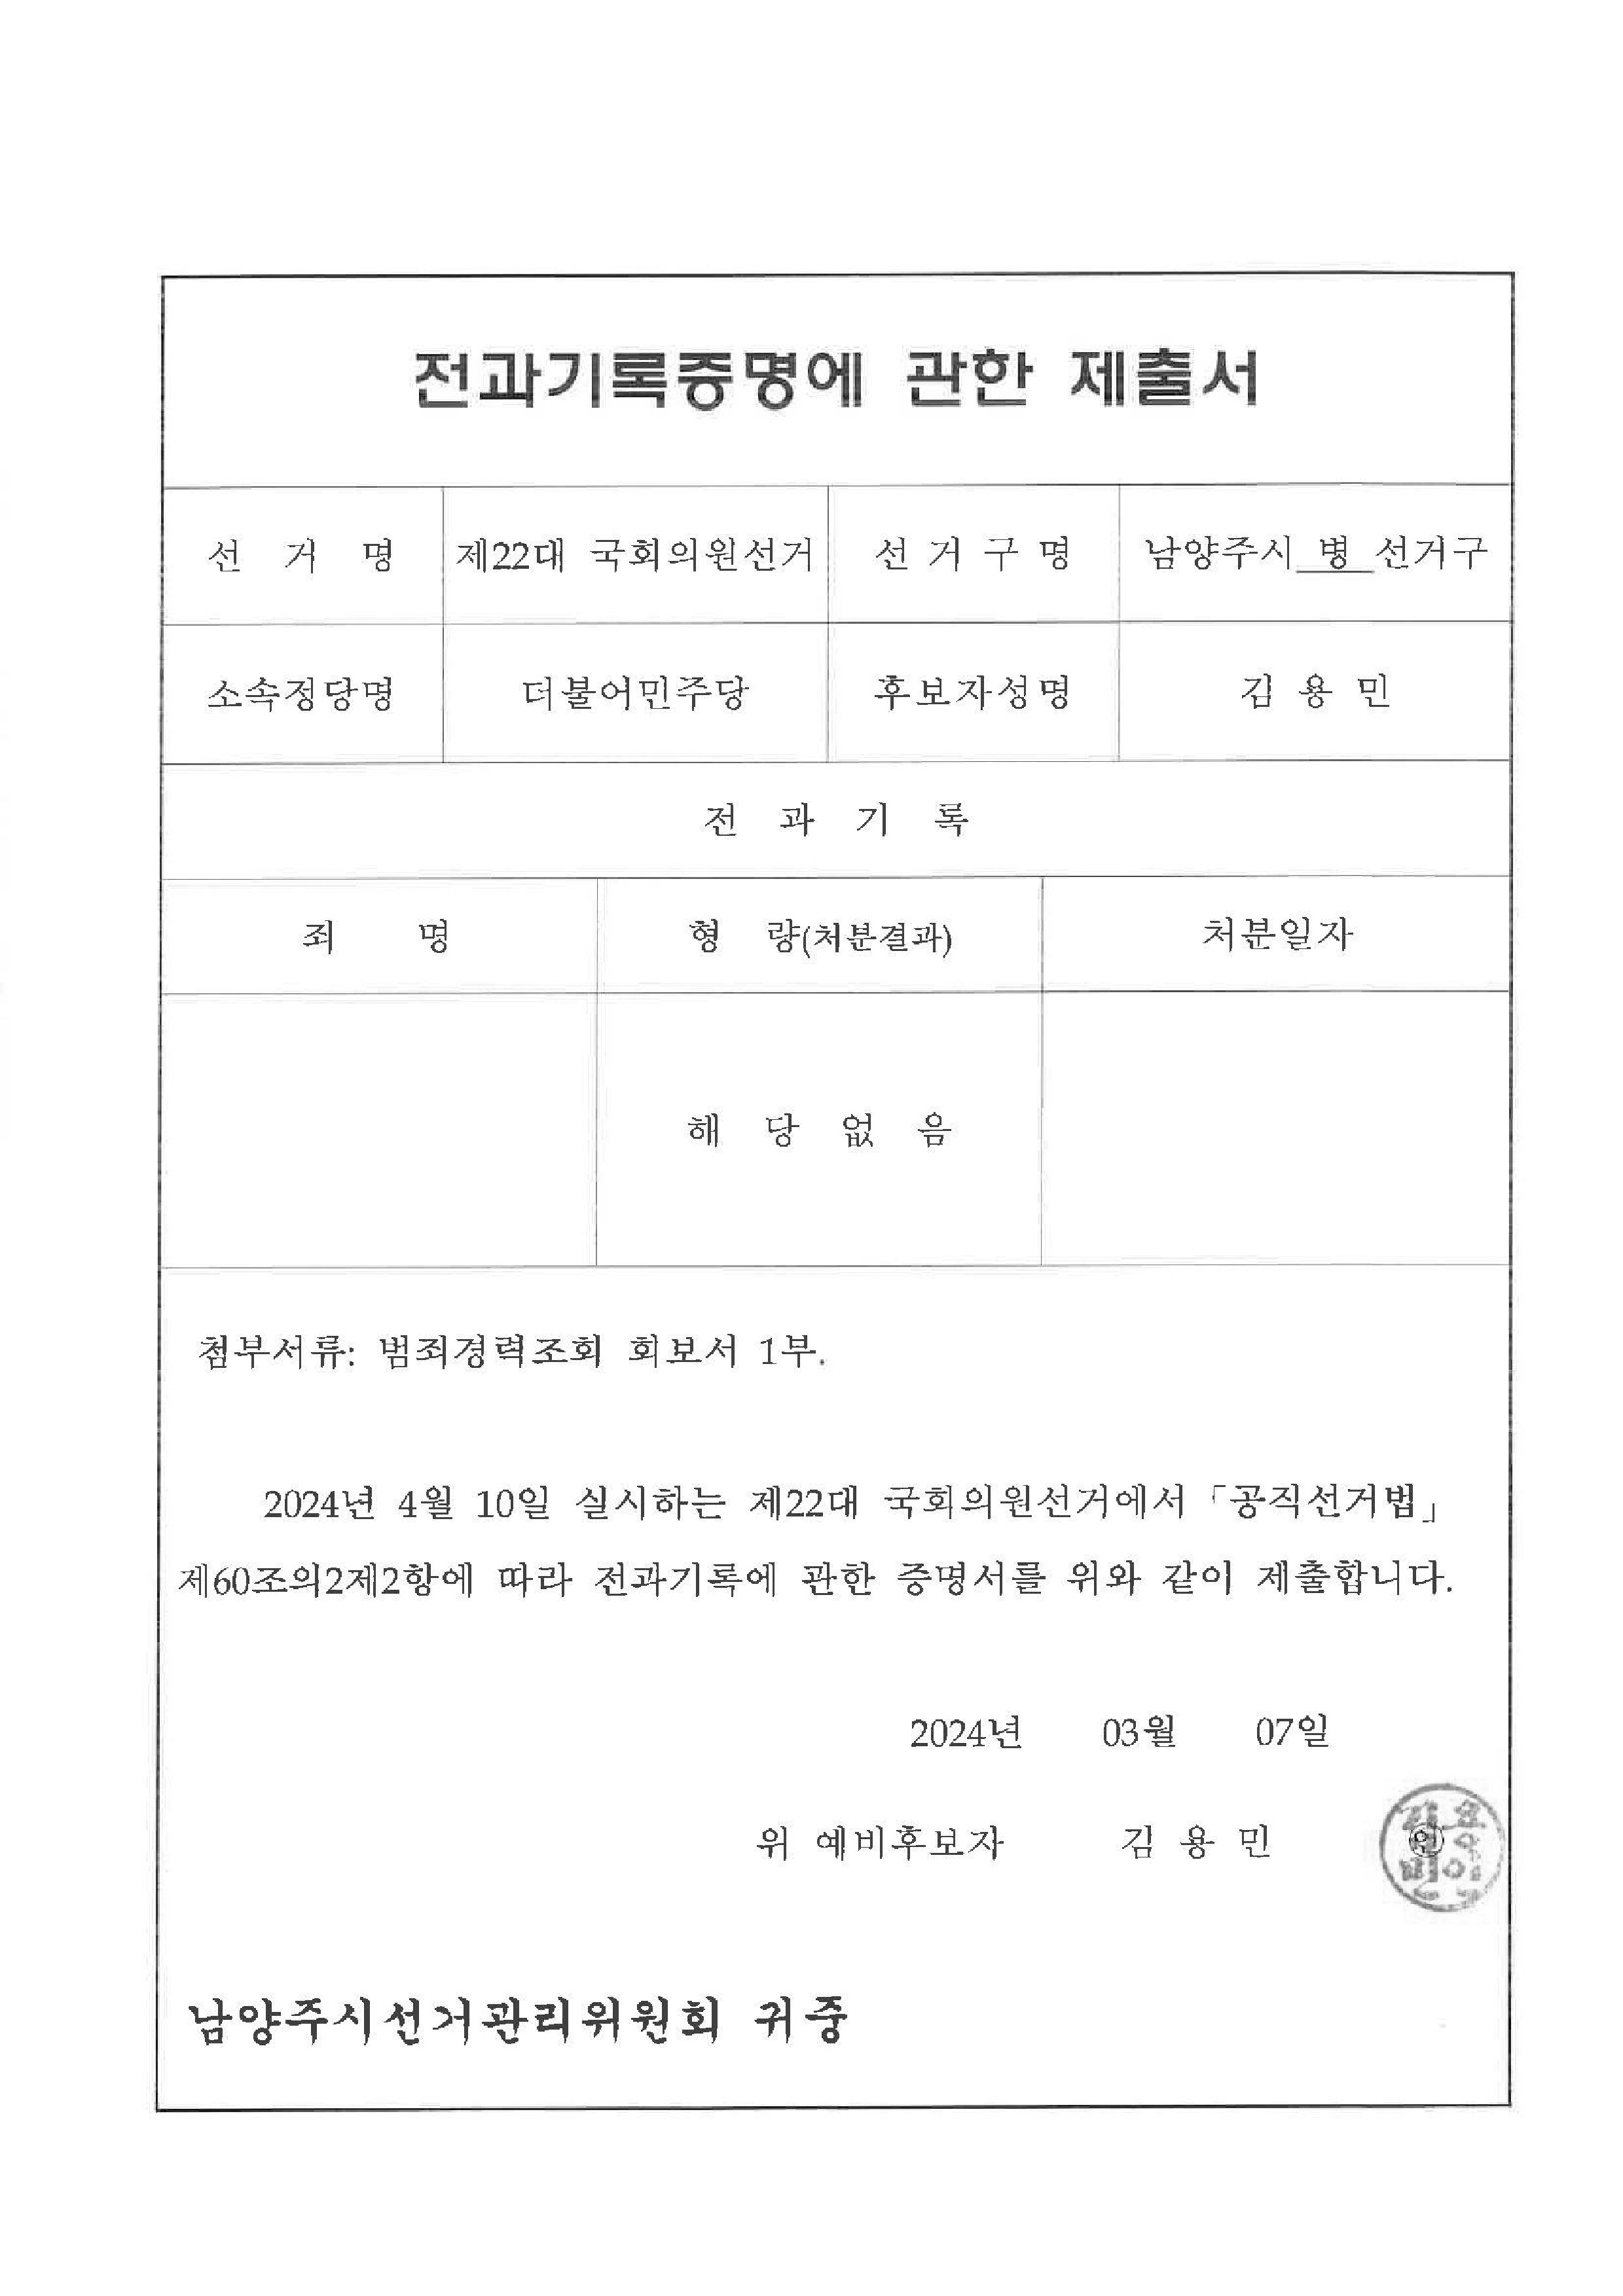 전과기록증명에 관한 제출서
선 거 명 제22대 국회의원선거 선 거 구 명 남양주시 병 선거구
소속정당명 더불어민주당 후보자성명 김 용 민
전 과 기 록
죄 명 형 량(처분결과) 처분일자
해 당 없 음
첨부서류: 범죄경력조회 회보서 1부.
2024년 4월 10일 실시하는 제22대 국회의원선거에서 「공직선거법」
제60조의2제2항에 따라 전과기록에 관한 증명서를 위와 같이 제출합니다.
2024년 03월 07일
위 예비후보자 김 용 민 ㊞
남양주시선거관리위원회 귀중